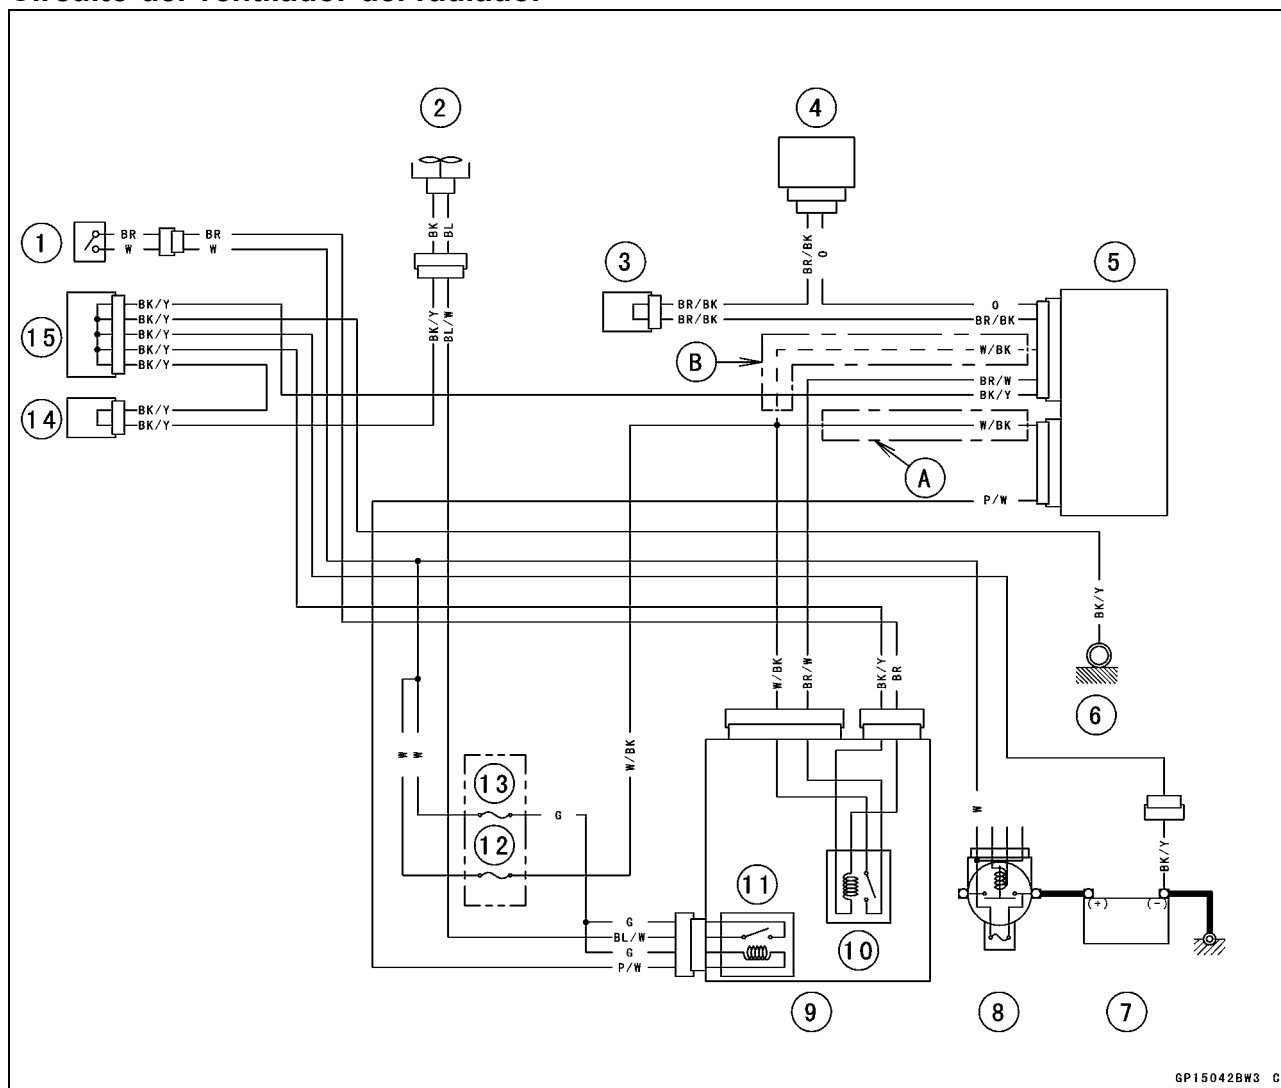 Circuito del ventilador del radiador
2
4
1
BR
W
BR
W
BK
BL
BR/BK
O
3
5
BK/Y
BK/Y
BK/Y
BK/Y
BK/Y
15
BR/BK
BR/BK
O
BR/BK
BK/Y
BL/W
B
W/BK
BR/W
BK/Y
14
BK/Y
BK/Y
W/BK
A
P/W
BK/Y
6
W/BK
BR/W
BK/Y
BR
W
W
W/BK
13
G
12
W
BK/Y
11
10
(+)
(-)
G
BL/W
G
P/W
9
8
7
GP15042BW3 C